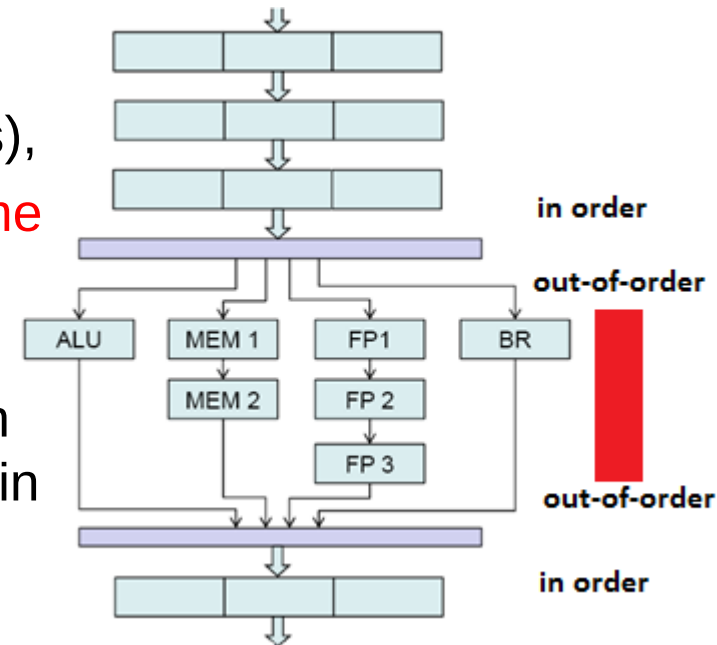 s),
ne
n
in
in order
out-of-order
ALU
MEM 1
FP1
BR
MEM 2
FP 2
FP 3
out-of-order
in order